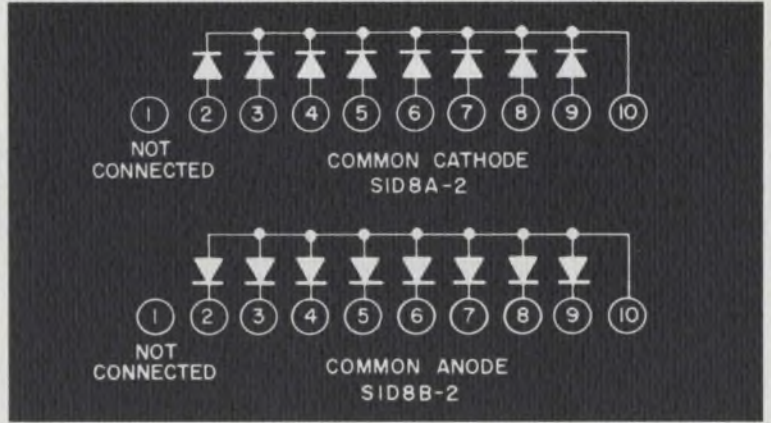 1 2 3 4 5 6 7 8 9 10
NOT
CONNECTED
COMMON CATHODE
SID8A-2
1 2 3 4 5 6 7 8 9 10
NOT
CONNECTED
COMMON ANODE
SID8B-2